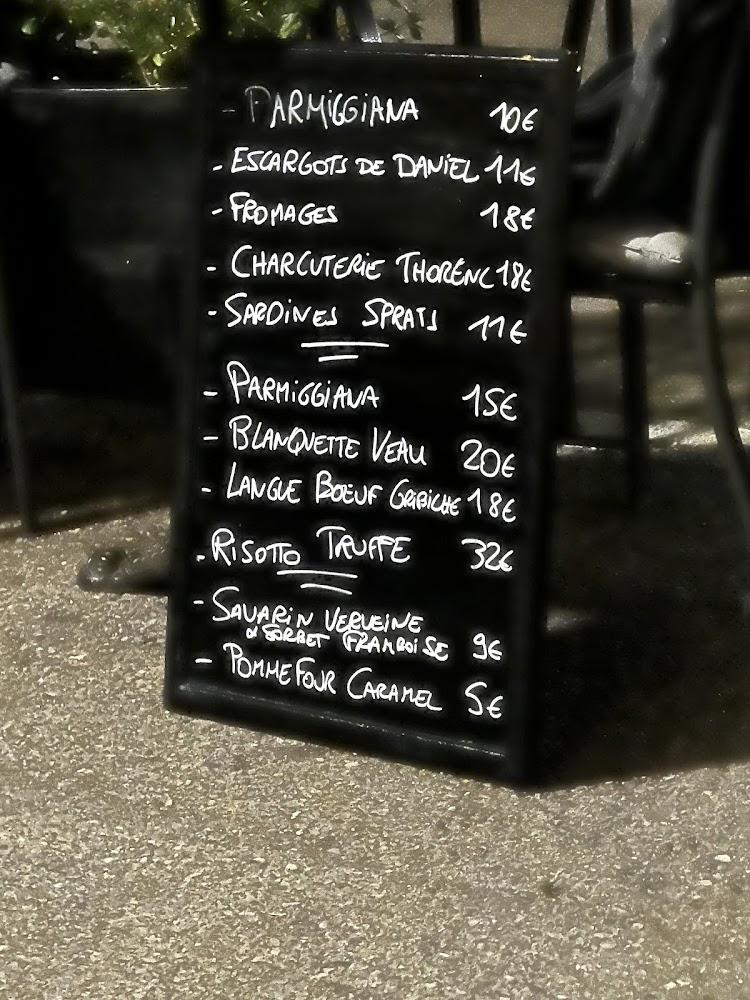 - PARMIGGIANA 10€
- ESCARGOTS DE DANIEL 11€
- FROMAGES 18€
- CHARCUTERIE THORENC 18€
- SARDINES SPRATS 11€
- PARMIGGIANA 15€
- BLANQUETTE VEAU 20€
- LANGUE BOEUF GRIBICHE 18€
- RISOTTO TRUFFE 32€
- SAVARIN VERVEINE
& SORBET FRAMBOISE 9€
- POMME FOUR CARAMEL 5€